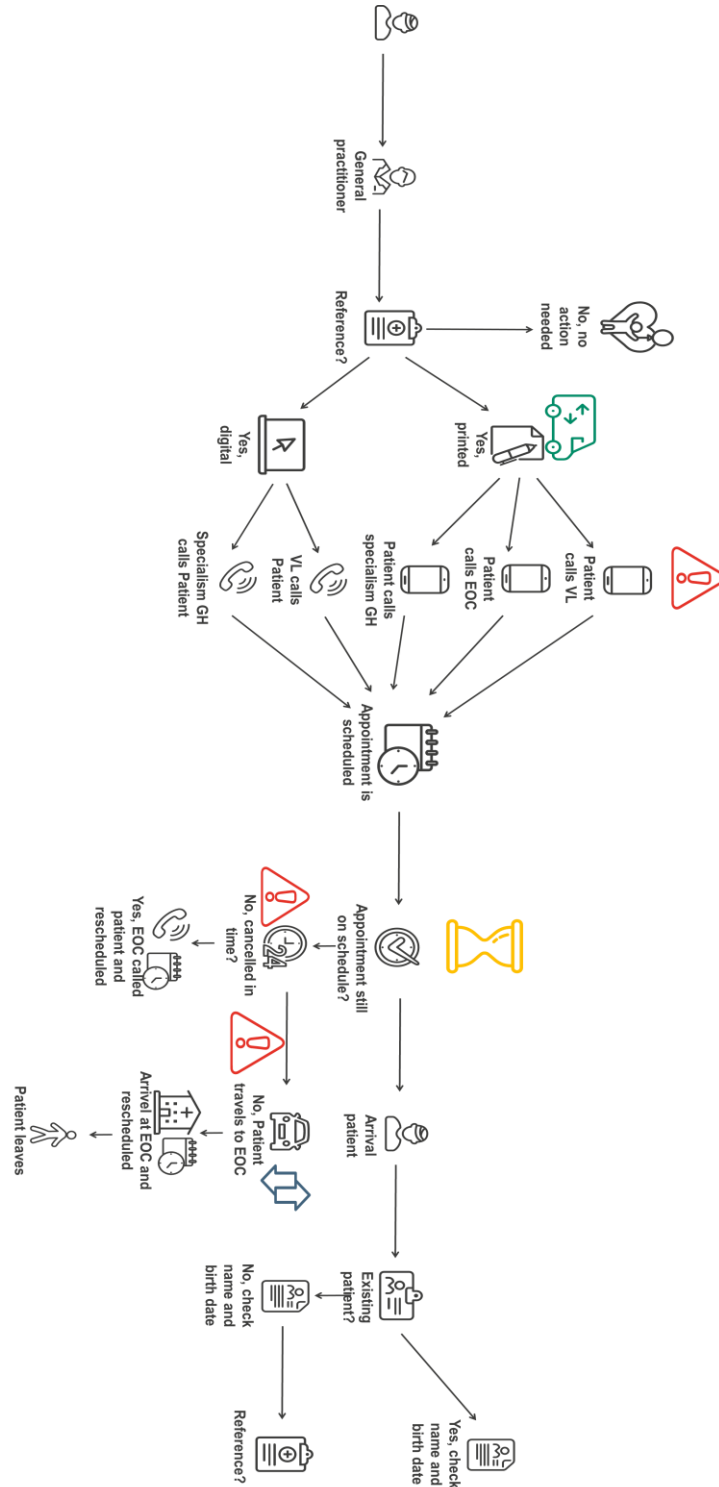 General
practitioner
Reference?
No, no
action
needed
Yes,
printed
Yes,
digital
Patient
calls VL
Patient
calls EOC
Patient calls
specialism GH
VL calls
Patient
Specialism GH
calls Patient
Appointment is
scheduled
Appointment still
on schedule?
No, cancelled in
time?
24
Yes, EOC called
patient and
rescheduled
No, Patient
travels to EOC
Arrival at EOC and
rescheduled
Patient leaves
Arrival
patient
Existing
patient?
Yes, check
name and
birth date
No, check
name and
birth date
Reference?